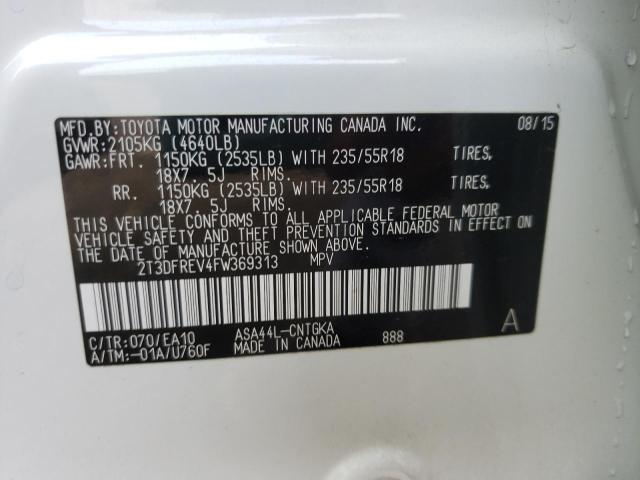 MFD.BY:TOYOTA MOTOR MANUFACTURING CANADA INC. 08/15
GVWR:2105KG (4640LB)
GAWR:FRT. 1150KG (2535LB) WITH 235/55R18 TIRES,
18X7. 5J RIMS.
RR. 1150KG (2535LB) WITH 235/55R18 TIRES,
18X7. 5J RIMS.
THIS VEHICLE CONFORMS TO ALL APPLICABLE FEDERAL MOTOR
VEHICLE SAFETY AND THEFT PREVENTION STANDARDS IN EFFECT ON
THE DATE OF MANUFACTURE SHOWN ABOVE.
2T3DFREV4FW369313 MPV
C/TR:070/EA10 ASA44L-CNTGKA
A/TM:-01A/U760F MADE IN CANADA 888 A